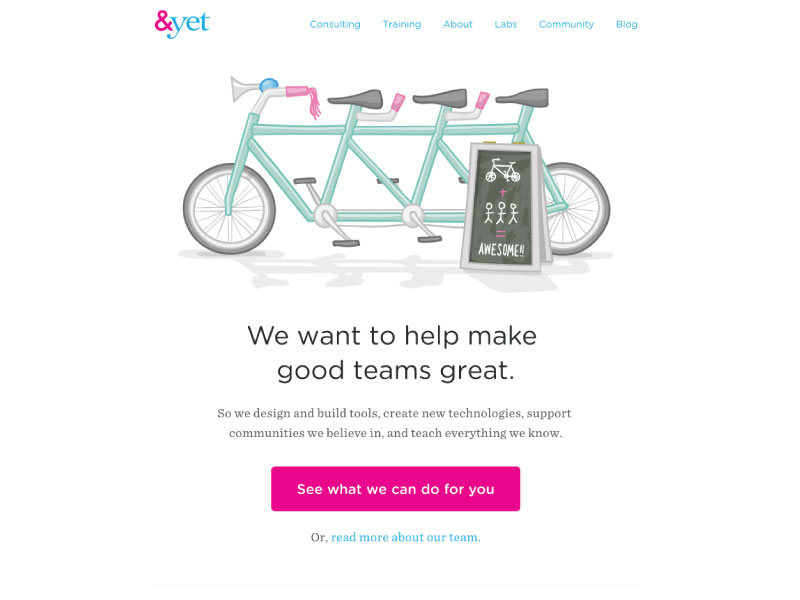 &yet
Consulting Training About Labs Community Blog
+
=
AWESOME!!
We want to help make
good teams great.
So we design and build tools, create new technologies, support
communities we believe in, and teach everything we know.
See what we can do for you
Or, read more about our team.